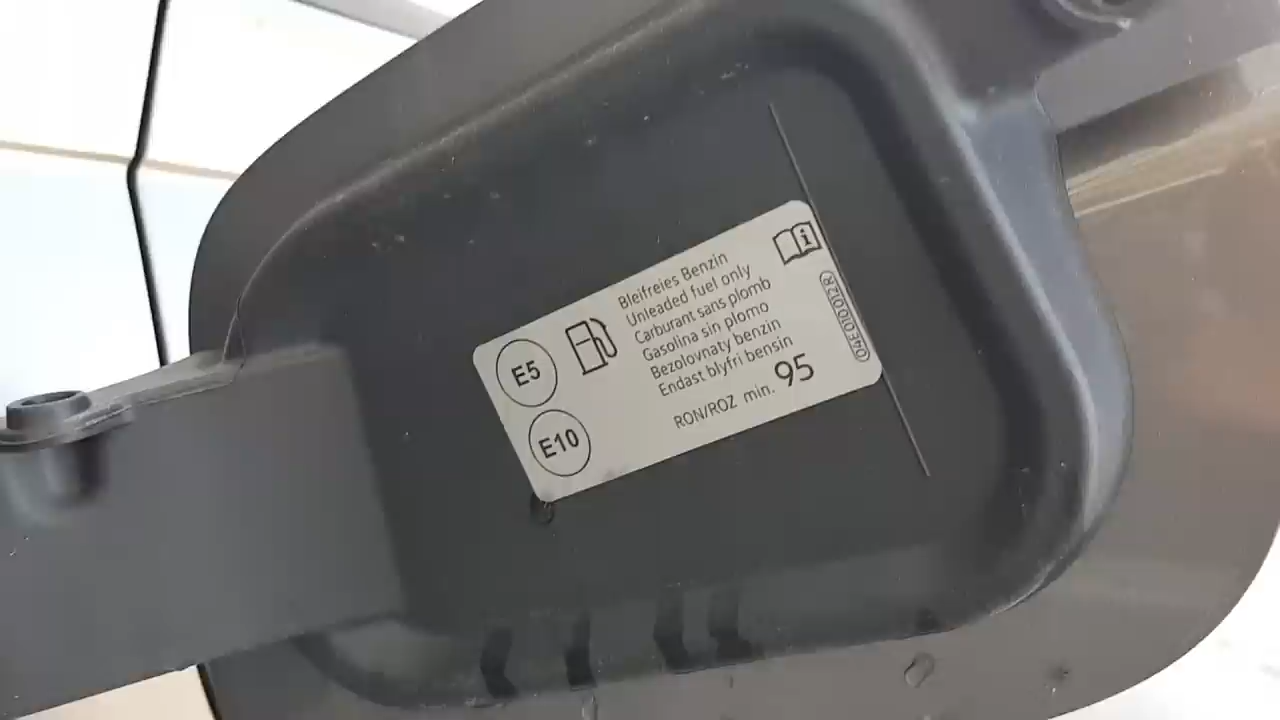 E5
E10
Bleifreies Benzin
Unleaded fuel only
Carburant sans plomb
Gasolina sin plomo
Bezolovnaty benzin
Endast blyfri bensin
RON/ROZ min. 95
i
04E010012R